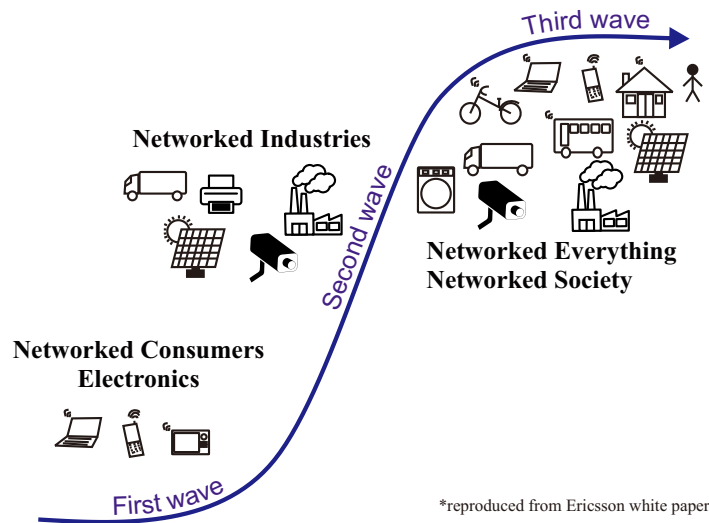 Third wave
Networked Industries
Second wave
Networked Everything
Networked Society
Networked Consumers
Electronics
First wave
*reproduced from Ericsson white paper